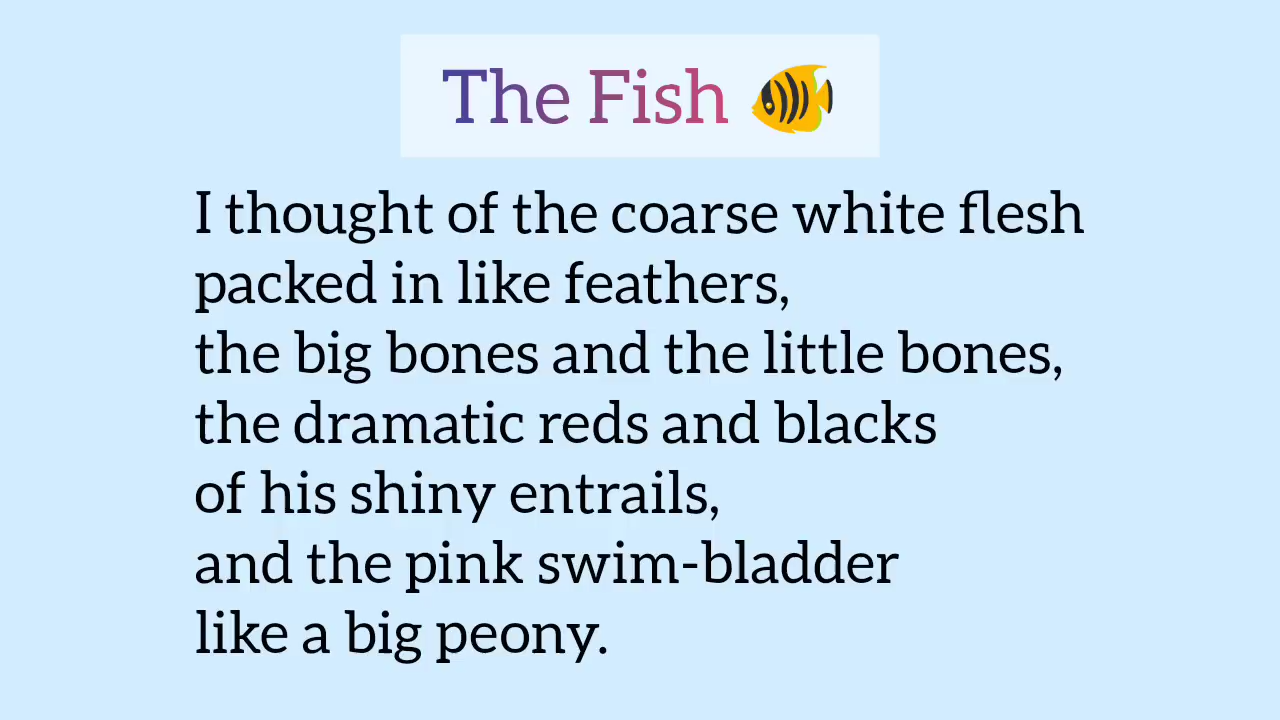 The Fish 🐠
I thought of the coarse white flesh
packed in like feathers,
the big bones and the little bones,
the dramatic reds and blacks
of his shiny entrails,
and the pink swim-bladder
like a big peony.